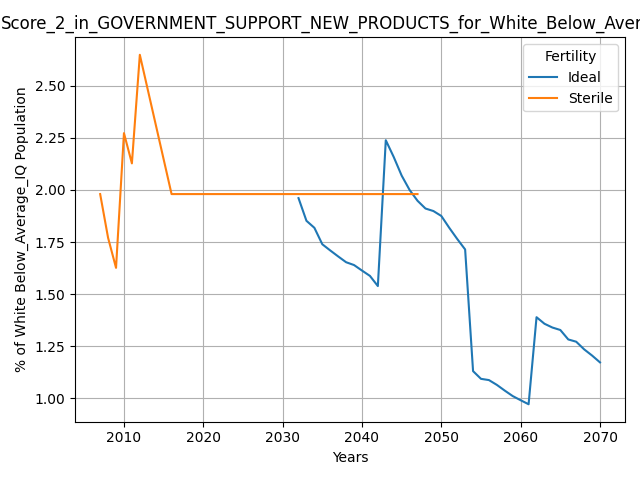 Score_2_in_GOVERNMENT_SUPPORT_NEW_PRODUCTS_for_White_Below_Aver
% of White Below_Average_IQ Population
2.50
2.25
2.00
1.75
1.50
1.25
1.00
Fertility
Ideal
Sterile
2010 2020 2030 2040 2050 2060 2070
Years